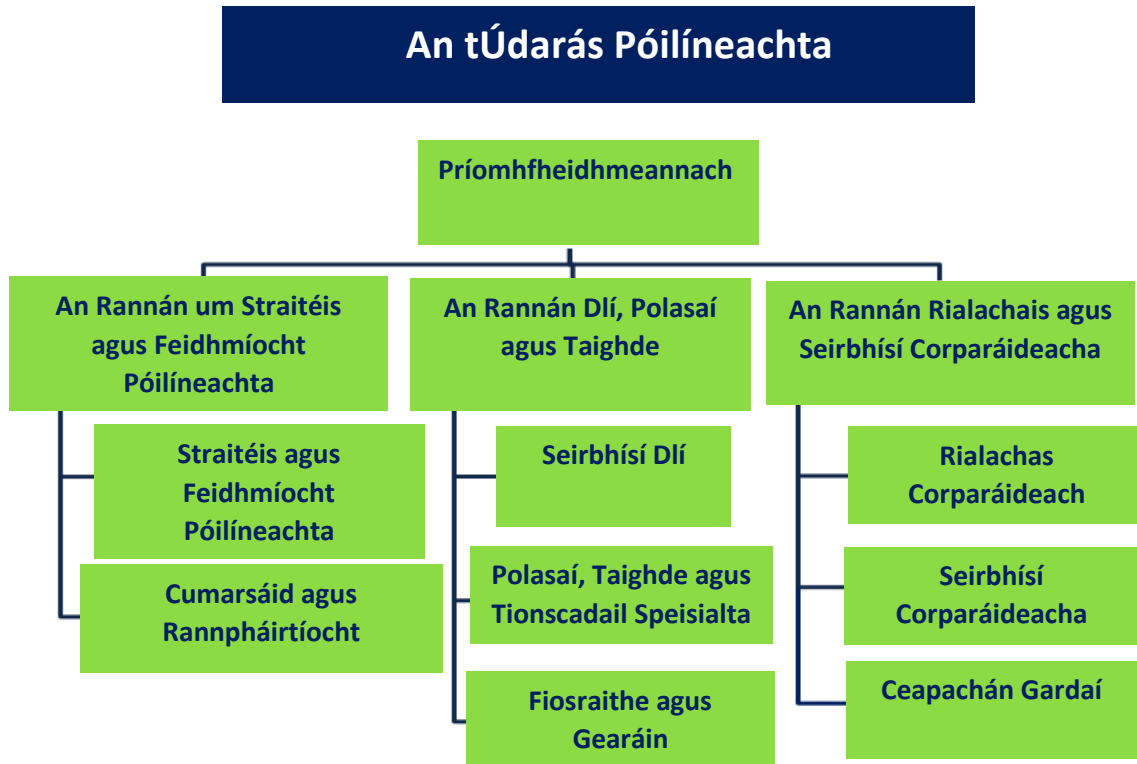 An tÚdarás Póilíneachta
Príomhfheidhmeannach
An Rannán um Straitéis
agus Feidhmíocht
Póilíneachta
Straitéis agus
Feidhmíocht
Póilíneachta
Cumarsáid agus
Rannpháirtíocht
An Rannán Dlí, Polasaí
agus Taighde
Seirbhísí Dlí
Polasaí, Taighde agus
Tionscadail Speisialta
Fiosraithe agus
Gearáin
An Rannán Rialachais agus
Seirbhísí Corparáideacha
Rialachas
Corparáideach
Seirbhísí
Corparáideacha
Ceapachán Gardaí